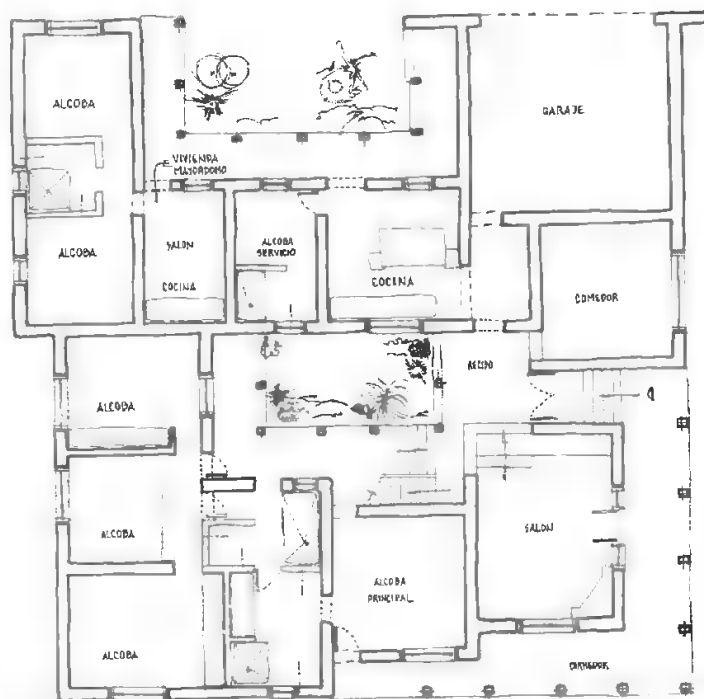 ALCOBA
GARAJE
VIVIENDA
MAYORDOMO
ALCOBA
SALON
COCINA
ALCOBA
SERVICIO
COCINA
COMEDOR
ALCOBA
RECIBO
ALCOBA
SALON
ALCOBA
PRINCIPAL
ALCOBA
CORREDOR